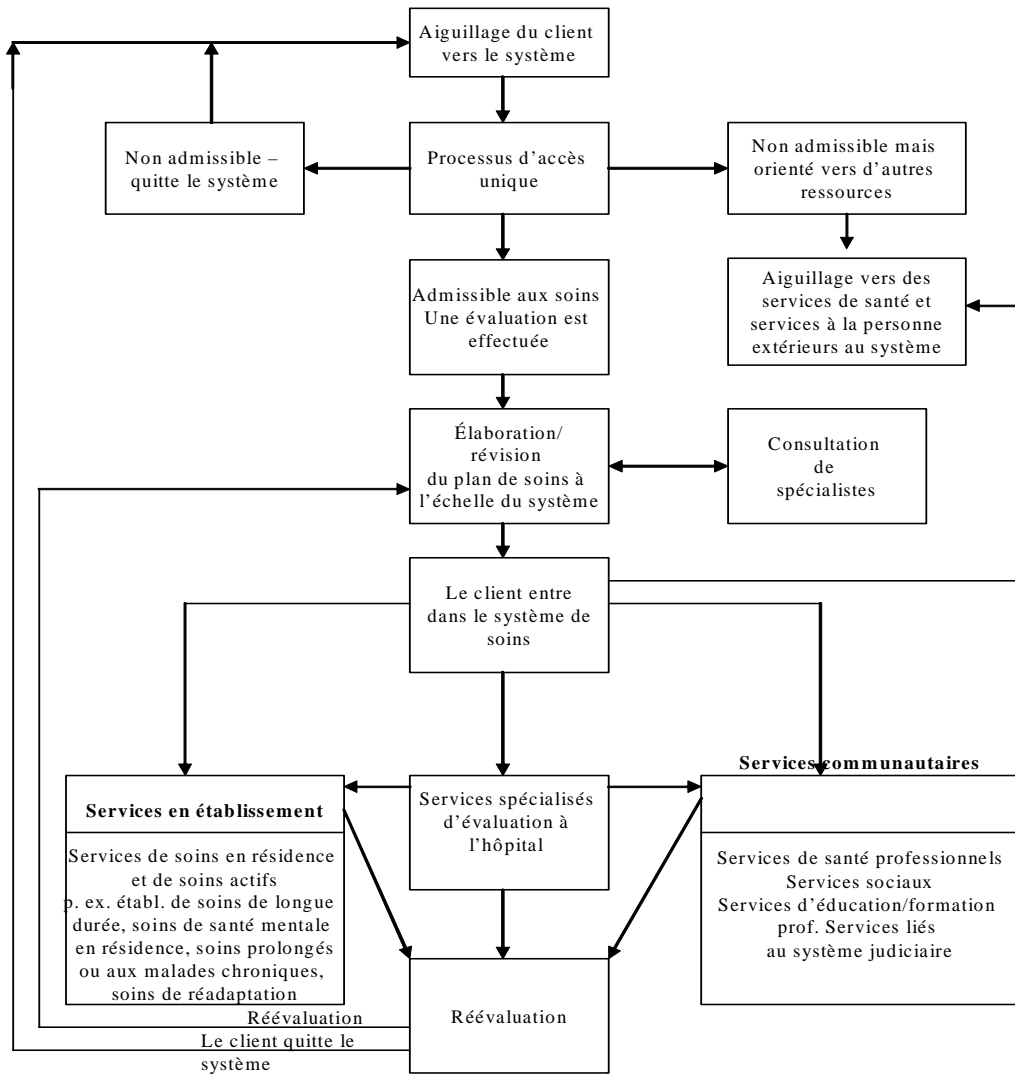 Aiguillage du client
vers le système
Non admissible –
quitte le système
Processus d'accès
unique
Non admissible mais
orienté vers d'autres
ressources
Admissible aux soins
Une évaluation est
effectuée
Aiguillage vers des
services de santé et
services à la personne
extérieurs au système
Élaboration/
révision
du plan de soins à
l'échelle du système
Consultation
de
spécialistes
Le client entre
dans le système de
soins
Services en établissement
Services de soins en résidence
et de soins actifs
p. ex. établ. de soins de longue
durée, soins de santé mentale
en résidence, soins prolongés
ou aux malades chroniques,
soins de réadaptation
Services spécialisés
d'évaluation à
l'hôpital
Services communautaires
Services de santé professionnels
Services sociaux
Services d'éducation/formation
prof. Services liés
au système judiciaire
Réévaluation
Réévaluation
Le client quitte le
système